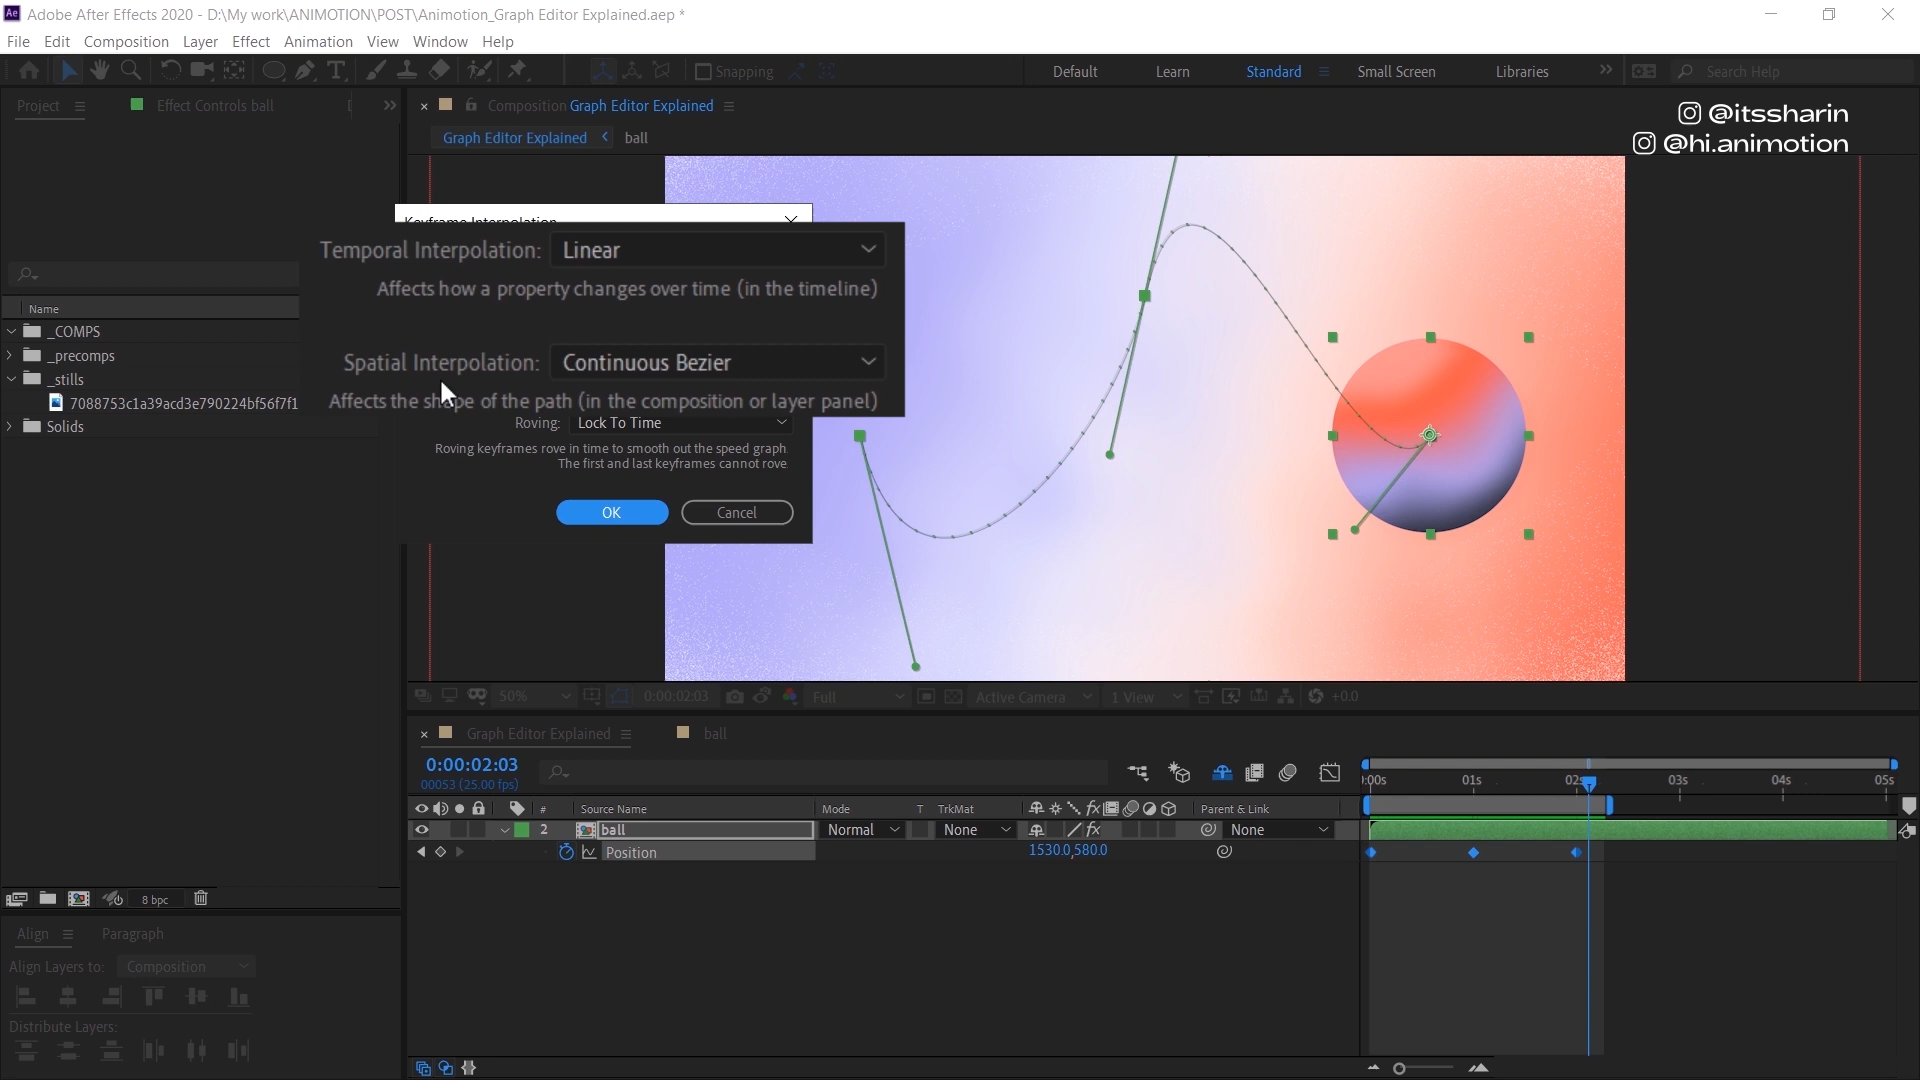 Adobe After Effects 2020 - D:\My work\ANIMOTION\POST\Animotion_Graph Editor Explained.aep *
File Edit Composition Layer Effect Animation View Window Help
Snapping Default Learn Standard Small Screen Libraries Search Help
Project Effect Controls ball Composition Graph Editor Explained
@itssharin
Graph Editor Explained ball
@hi.animotion
Keyframe Interpolation
Temporal Interpolation: Linear
Affects how a property changes over time (in the timeline)
Spatial Interpolation: Continuous Bezier
Affects the shape of the path (in the composition or layer panel)
Roving: Lock To Time
Roving keyframes rove in time to smooth out the speed graph.
The first and last keyframes cannot rove.
OK Cancel
Name
_COMPS
_precomps
_stills
7088753c1a39acd3e790224bf56f7f1
Solids
50% 0:00:02:03 Full Active Camera 1 View +0.0
Graph Editor Explained ball
0:00:02:03
00053 (25.00 fps)
:00s 01s 02s 03s 04s 05s
# Source Name Mode T TrkMat Parent & Link
2 ball Normal None None
Position 1530.0,580.0
8 bpc
Align Paragraph
Align Layers to: Composition
Distribute Layers: